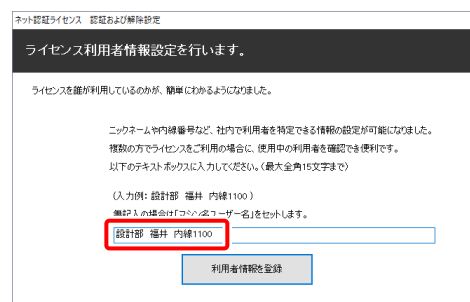 ネット認証ライセンス 認証および解除設定
ライセンス利用者情報設定を行います。
ライセンスを誰が利用しているのかが、簡単にわかるようになりました。
ニックネームや内線番号など、社内で利用者を特定できる情報の設定が可能になりました。
複数の方でライセンスをご利用の場合に、使用中の利用者を確認でき便利です。
以下のテキストボックスに入力してください。(最大全角15文字まで)
(入力例: 設計部 福井 内線1100 )
無記入の場合は「マシン名ユーザー名」をセットします。
設計部 福井 内線1100
利用者情報を登録